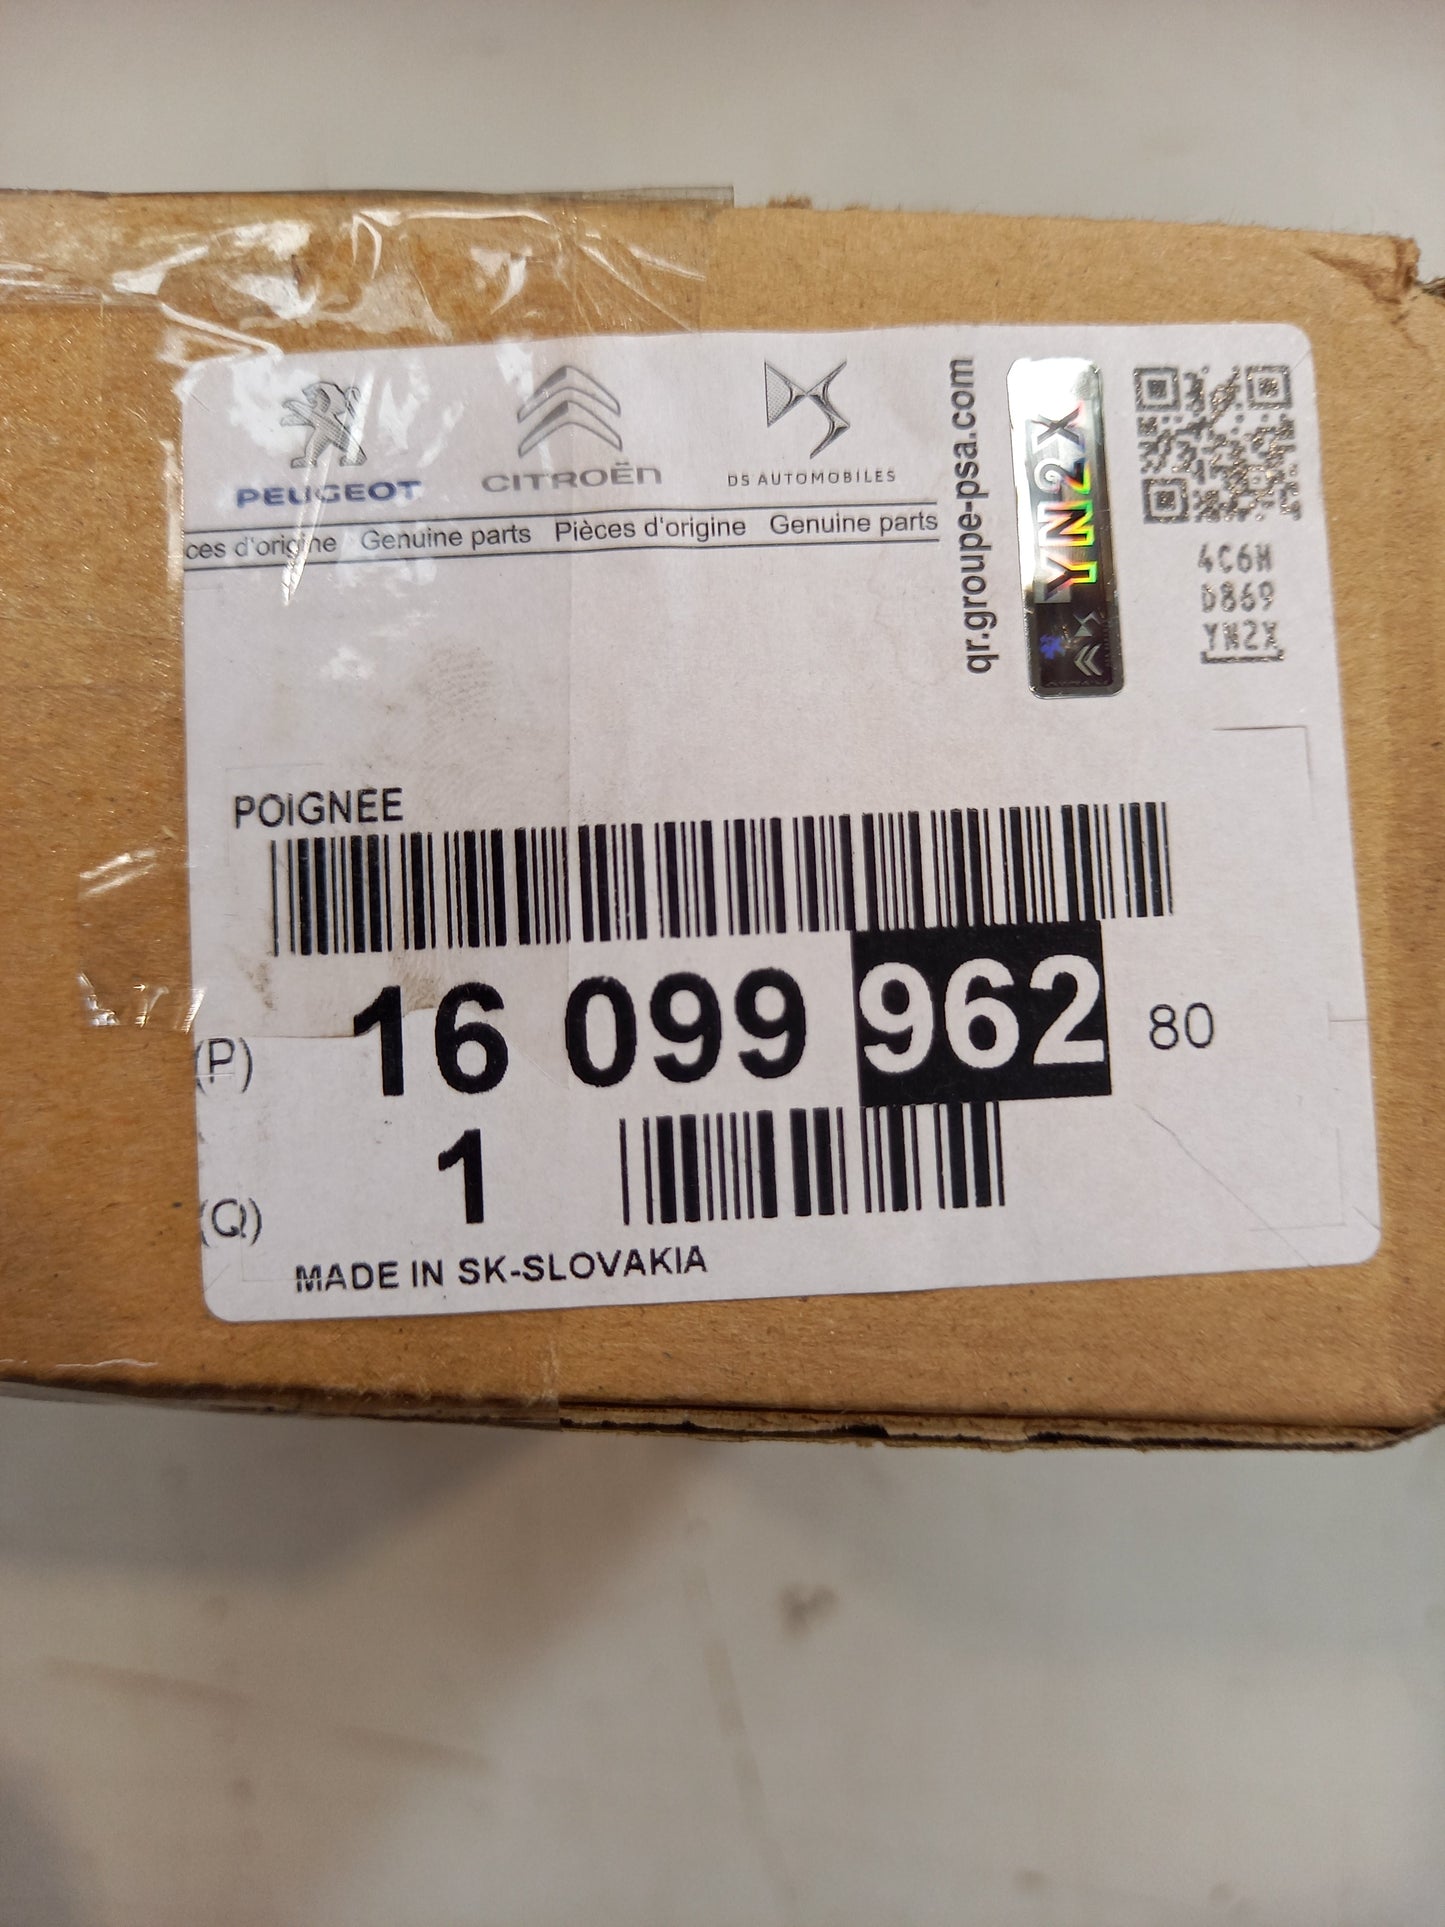 PEUGEOT CITROËN DS AUTOMOBILES
ces d'origine Genuine parts Pièces d'origine Genuine parts
qr.groupe-psa.com
YN2X
4C6H
D869
YN2X
POIGNEE
(P) 16 099 962 80
(Q) 1
MADE IN SK-SLOVAKIA